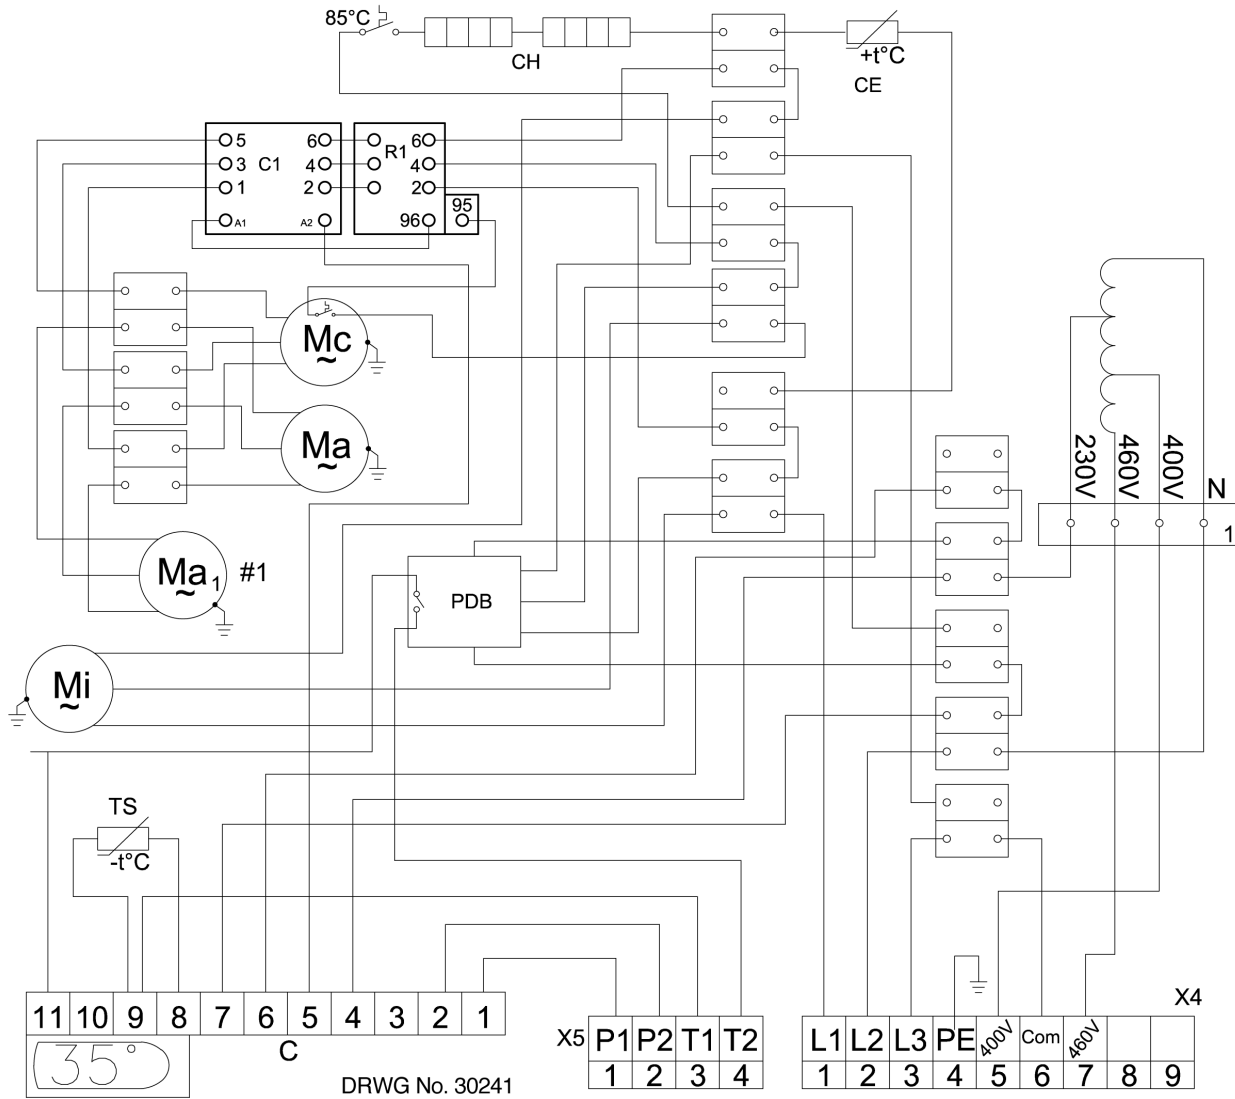 85°C
CH
+t°C
CE
5 6 6
3 C1 4 R1 4
1 2 2
A1 A2 96 95
Mc
~
Ma
~
Ma1
~
#1
Mi
~
PDB
230V 460V 400V N
1
TS
-t°C
11 10 9 8 7 6 5 4 3 2 1
C
35°
DRWG No. 30241
X5 P1 P2 T1 T2
1 2 3 4
X4
L1 L2 L3 PE 400V Com 460V
1 2 3 4 5 6 7 8 9